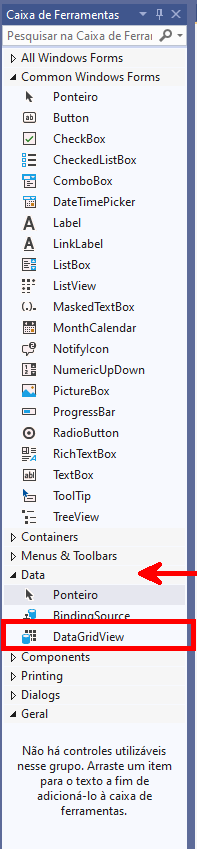 Caixa de Ferramentas
Pesquisar na Caixa de Ferrar
All Windows Forms
Common Windows Forms
Ponteiro
Button
CheckBox
CheckedListBox
ComboBox
DateTimePicker
Label
LinkLabel
ListBox
ListView
MaskedTextBox
MonthCalendar
NotifyIcon
NumericUpDown
PictureBox
ProgressBar
RadioButton
RichTextBox
TextBox
ToolTip
TreeView
Containers
Menus & Toolbars
Data
Ponteiro
BindingSource
DataGridView
Components
Printing
Dialogs
Geral
Não há controles utilizáveis
nesse grupo. Arraste um item
para o texto a fim de
adicioná-lo à caixa de
ferramentas.